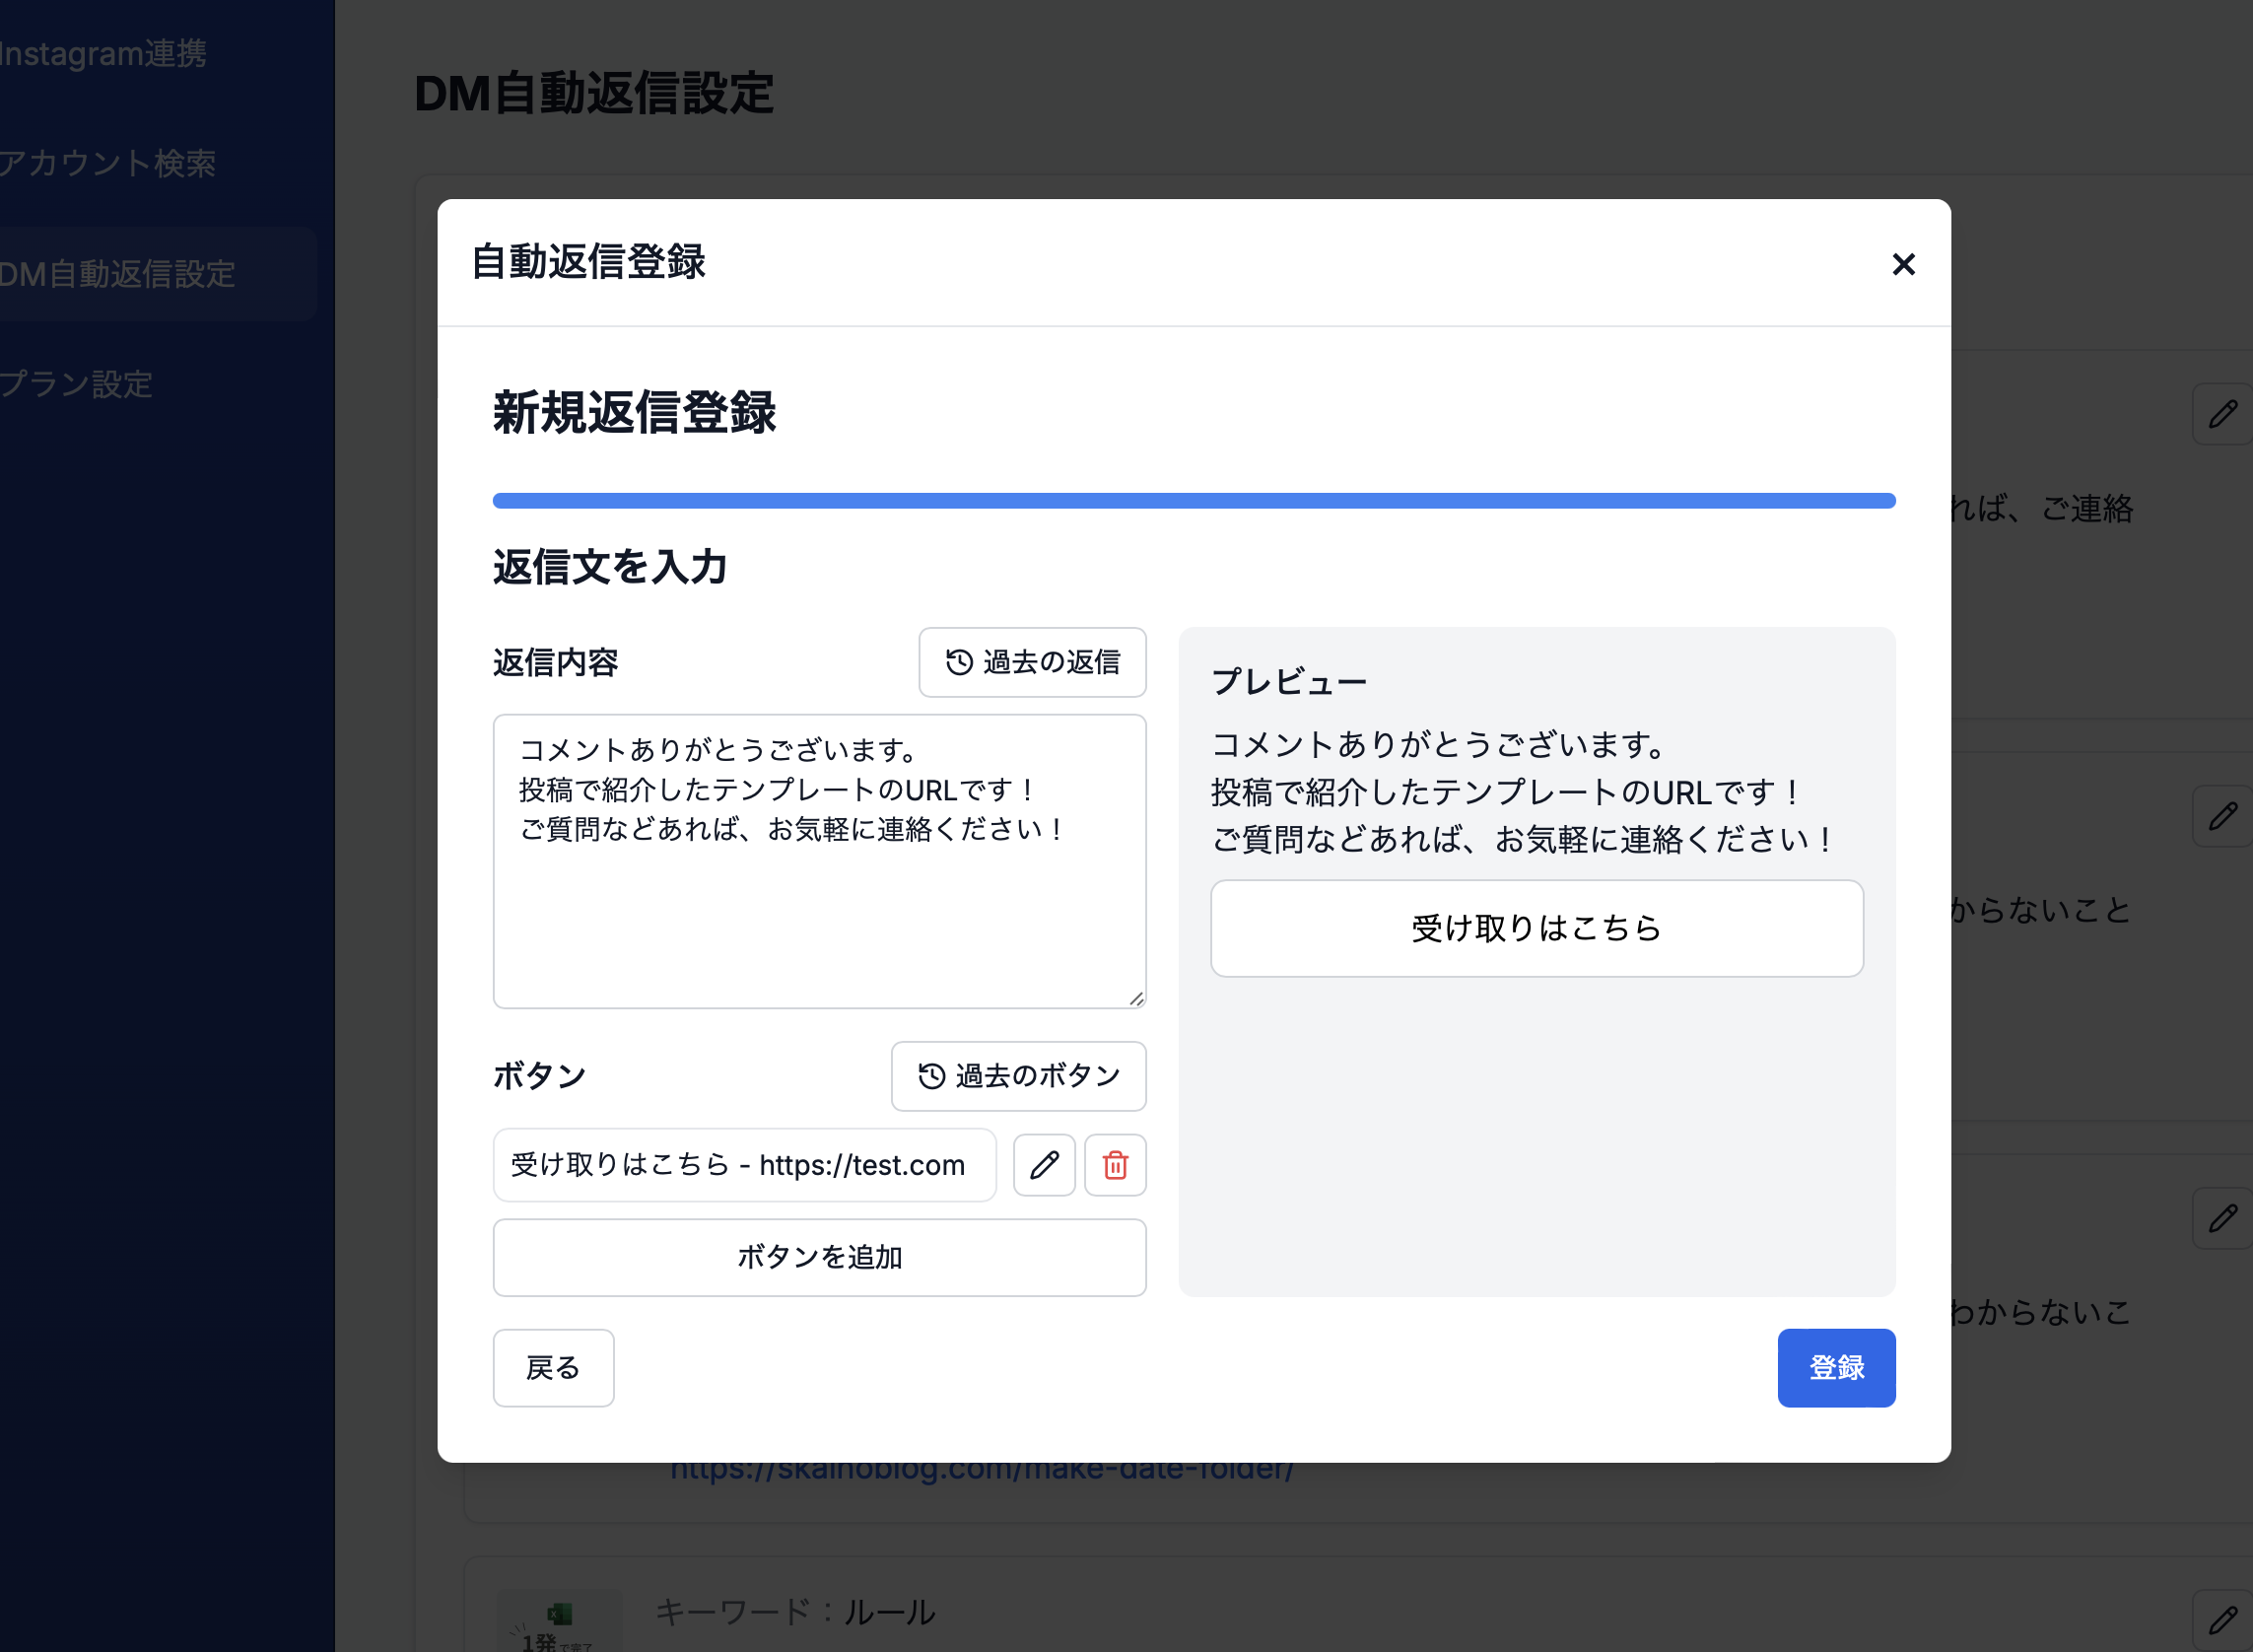 Instagram連携
アカウント検索
DM自動返信設定
プラン設定
DM自動返信設定
自動返信登録
新規返信登録
返信文を入力
返信内容
過去の返信
コメントありがとうございます。
投稿で紹介したテンプレートのURLです！
ご質問などあれば、お気軽に連絡ください！
ボタン
過去のボタン
受け取りはこちら - https://test.com
ボタンを追加
プレビュー
コメントありがとうございます。
投稿で紹介したテンプレートのURLです！
ご質問などあれば、お気軽に連絡ください！
受け取りはこちら
戻る
登録
れば、ご連絡
からないこと
わからないこ
https://skainoblog.com/make-date-folder/
キーワード：ルール
1発で完了